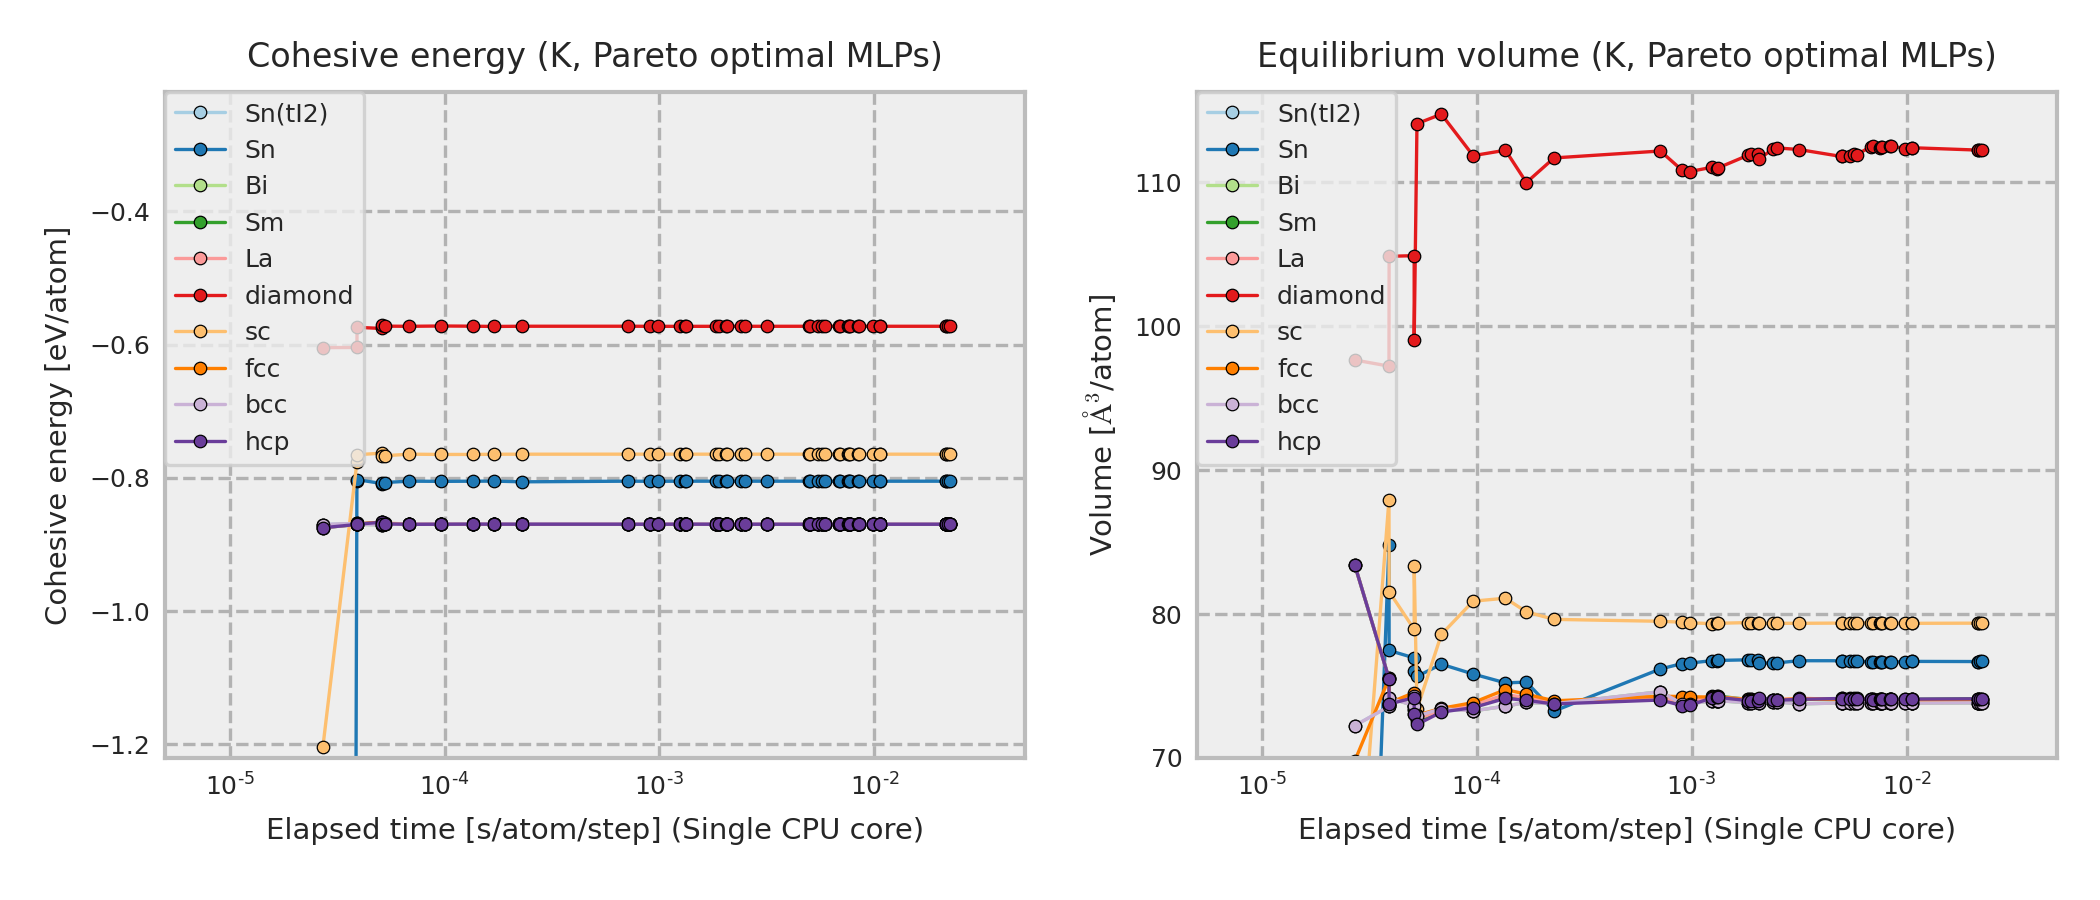 Cohesive energy (K, Pareto optimal MLPs)
Sn(tI2)
Sn
Bi
Sm
La
diamond
sc
fcc
bcc
hcp
−0.4
−0.6
−0.8
−1.0
−1.2
Cohesive energy [eV/atom]
10⁻⁵ 10⁻⁴ 10⁻³ 10⁻²
Elapsed time [s/atom/step] (Single CPU core)
Equilibrium volume (K, Pareto optimal MLPs)
Sn(tI2)
Sn
Bi
Sm
La
diamond
sc
fcc
bcc
hcp
110
100
90
80
70
Volume [Å³/atom]
10⁻⁵ 10⁻⁴ 10⁻³ 10⁻²
Elapsed time [s/atom/step] (Single CPU core)